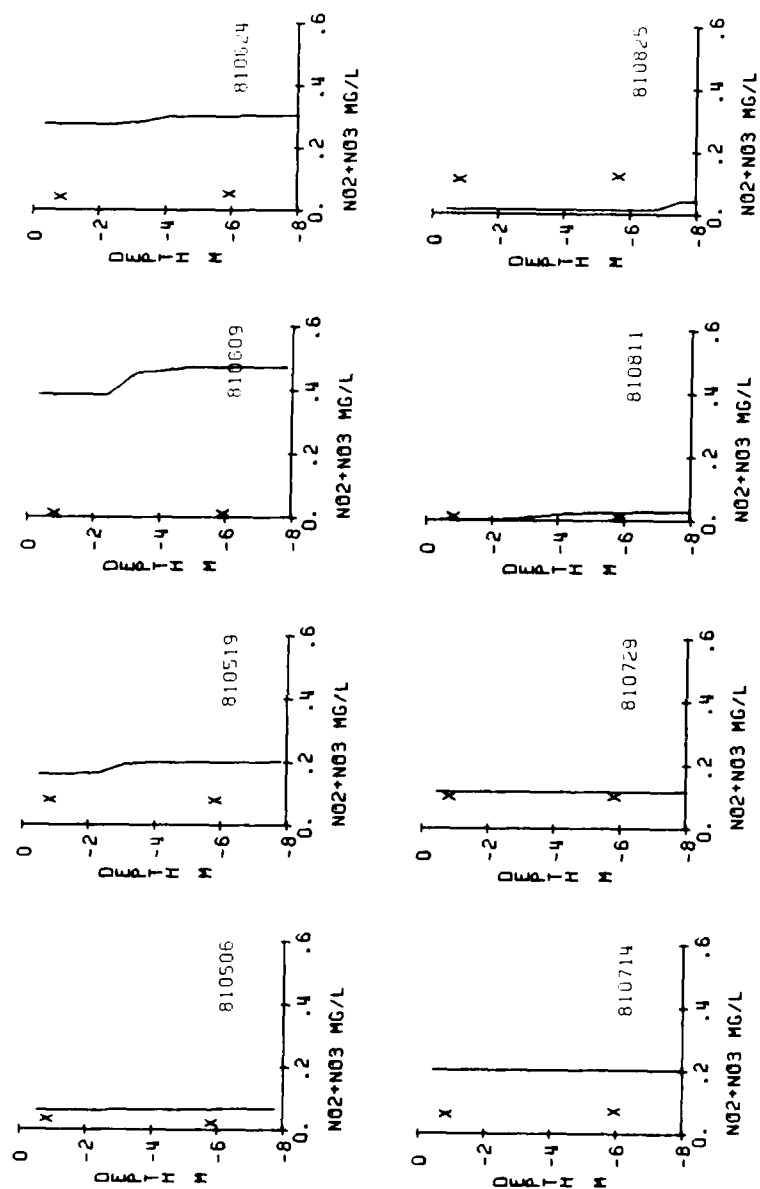 0
-2
-4
-6
-8
DEPTH M
810506
0. .2 .4 .6
NO2+NO3 MG/L
0
-2
-4
-6
-8
DEPTH M
810519
0. .2 .4 .6
NO2+NO3 MG/L
0
-2
-4
-6
-8
DEPTH M
810609
0. .2 .4 .6
NO2+NO3 MG/L
0
-2
-4
-6
-8
DEPTH M
810624
0. .2 .4 .6
NO2+NO3 MG/L
0
-2
-4
-6
-8
DEPTH M
810714
0. .2 .4 .6
NO2+NO3 MG/L
0
-2
-4
-6
-8
DEPTH M
810729
0. .2 .4 .6
NO2+NO3 MG/L
0
-2
-4
-6
-8
DEPTH M
810811
0. .2 .4 .6
NO2+NO3 MG/L
0
-2
-4
-6
-8
DEPTH M
810825
0. .2 .4 .6
NO2+NO3 MG/L